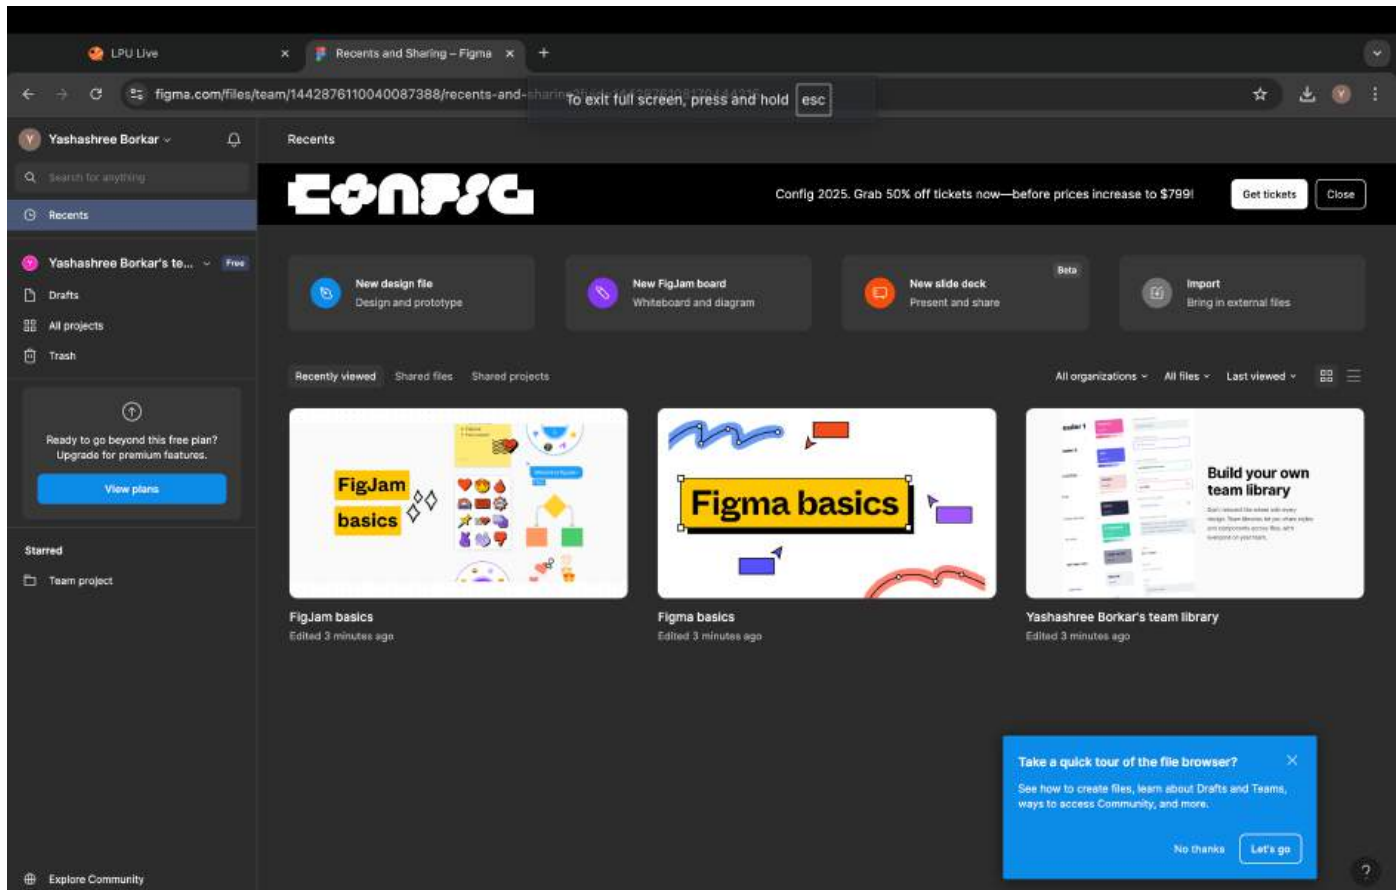 LPU Live
Recents and Sharing – Figma
figma.com/files/team/1442876110040087388/recents-and-sharing
To exit full screen, press and hold esc
Yashashree Borkar
Recents
Search for anything
Recents
CONFIG
Config 2025. Grab 50% off tickets now—before prices increase to $799!
Get tickets
Close
Yashashree Borkar's te...
Free
Drafts
All projects
Trash
New design file
Design and prototype
New FigJam board
Whiteboard and diagram
Beta
New slide deck
Present and share
Import
Bring in external files
Recently viewed
Shared files
Shared projects
All organizations
All files
Last viewed
Ready to go beyond this free plan?
Upgrade for premium features.
View plans
Starred
Team project
FigJam
basics
Figma basics
Build your own
team library
FigJam basics
Edited 3 minutes ago
Figma basics
Edited 3 minutes ago
Yashashree Borkar's team library
Edited 3 minutes ago
Take a quick tour of the file browser?
See how to create files, learn about Drafts and Teams,
ways to access Community, and more.
No thanks
Let's go
Explore Community
?